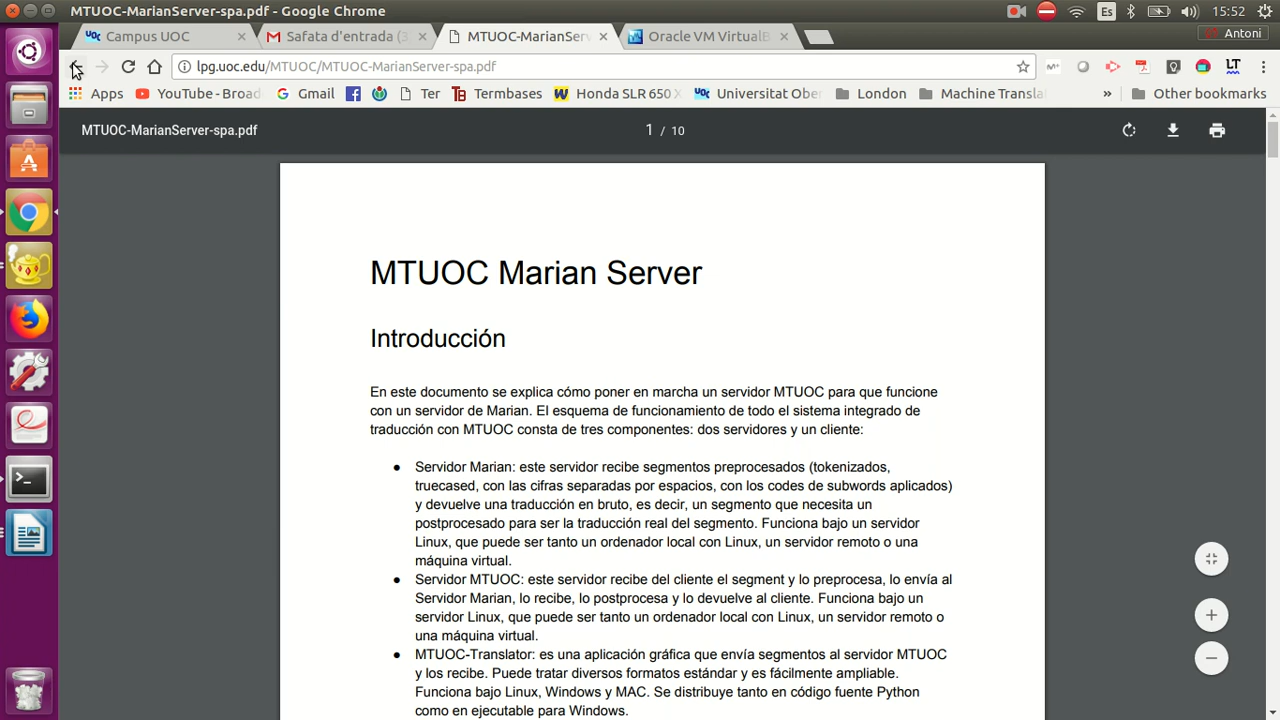 MTUOC-MarianServer-spa.pdf - Google Chrome
Es
15:52
Campus UOC
Safata d'entrada (3
MTUOC-MarianServ
Oracle VM VirtualB
Antoni
lpg.uoc.edu/MTUOC/MTUOC-MarianServer-spa.pdf
Apps
YouTube - Broad
Gmail
Ter
Termbases
Honda SLR 650
Universitat Ober
London
Machine Transla
»
Other bookmarks
MTUOC-MarianServer-spa.pdf
1 / 10
MTUOC Marian Server
Introducción
En este documento se explica cómo poner en marcha un servidor MTUOC para que funcione
con un servidor de Marian. El esquema de funcionamiento de todo el sistema integrado de
traducción con MTUOC consta de tres componentes: dos servidores y un cliente:
● Servidor Marian: este servidor recibe segmentos preprocesados (tokenizados,
truecased, con las cifras separadas por espacios, con los codes de subwords aplicados)
y devuelve una traducción en bruto, es decir, un segmento que necesita un
postprocesado para ser la traducción real del segmento. Funciona bajo un servidor
Linux, que puede ser tanto un ordenador local con Linux, un servidor remoto o una
máquina virtual.
● Servidor MTUOC: este servidor recibe del cliente el segment y lo preprocesa, lo envía al
Servidor Marian, lo recibe, lo postprocesa y lo devuelve al cliente. Funciona bajo un
servidor Linux, que puede ser tanto un ordenador local con Linux, un servidor remoto o
una máquina virtual.
● MTUOC-Translator: es una aplicación gráfica que envía segmentos al servidor MTUOC
y los recibe. Puede tratar diversos formatos estándar y es fácilmente ampliable.
Funciona bajo Linux, Windows y MAC. Se distribuye tanto en código fuente Python
como en ejecutable para Windows.